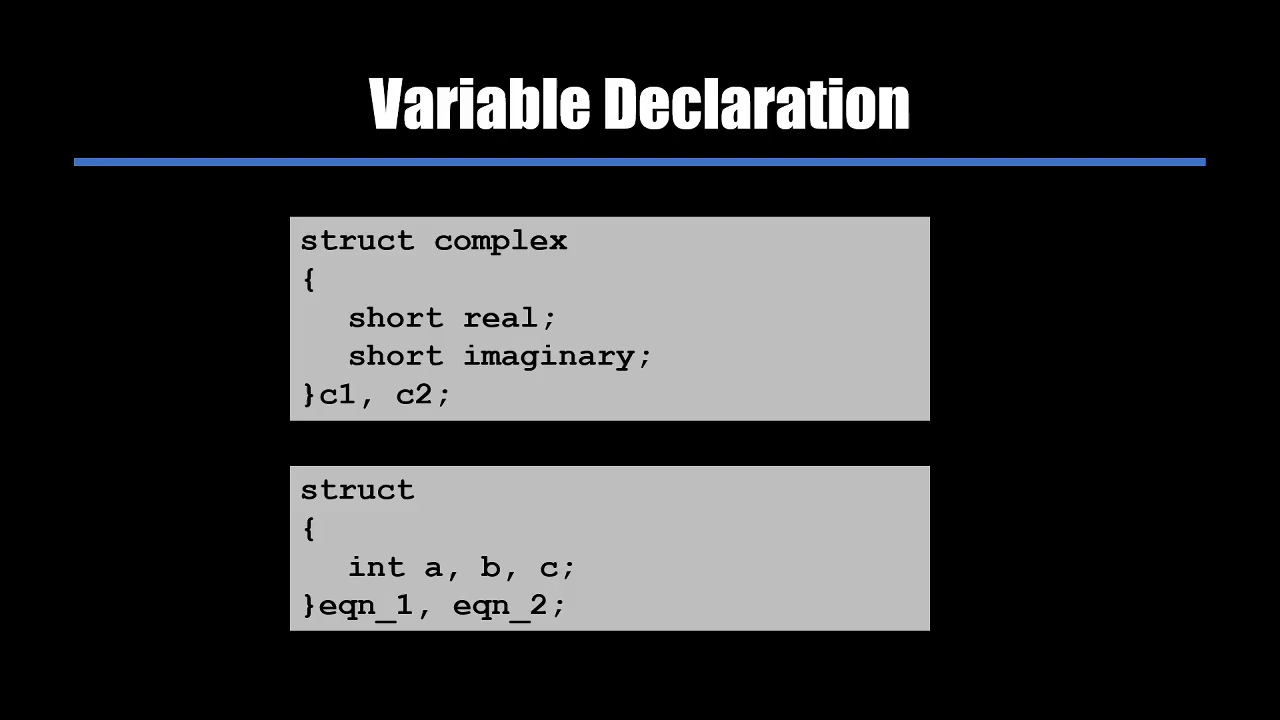 Variable Declaration
struct complex
{
short real;
short imaginary;
}c1, c2;
struct
{
int a, b, c;
}eqn_1, eqn_2;